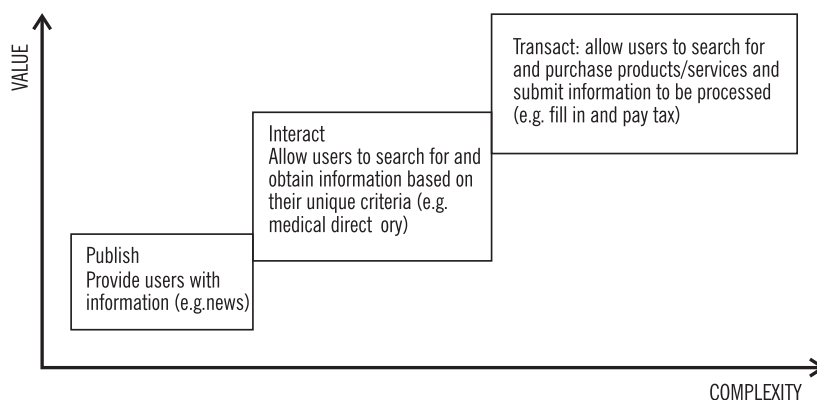 VALUE
Transact: allow users to search for
and purchase products/services and
submit information to be processed
(e.g. fill in and pay tax)
Interact
Allow users to search for and
obtain information based on
their unique criteria (e.g.
medical direct ory)
Publish
Provide users with
information (e.g.news)
COMPLEXITY